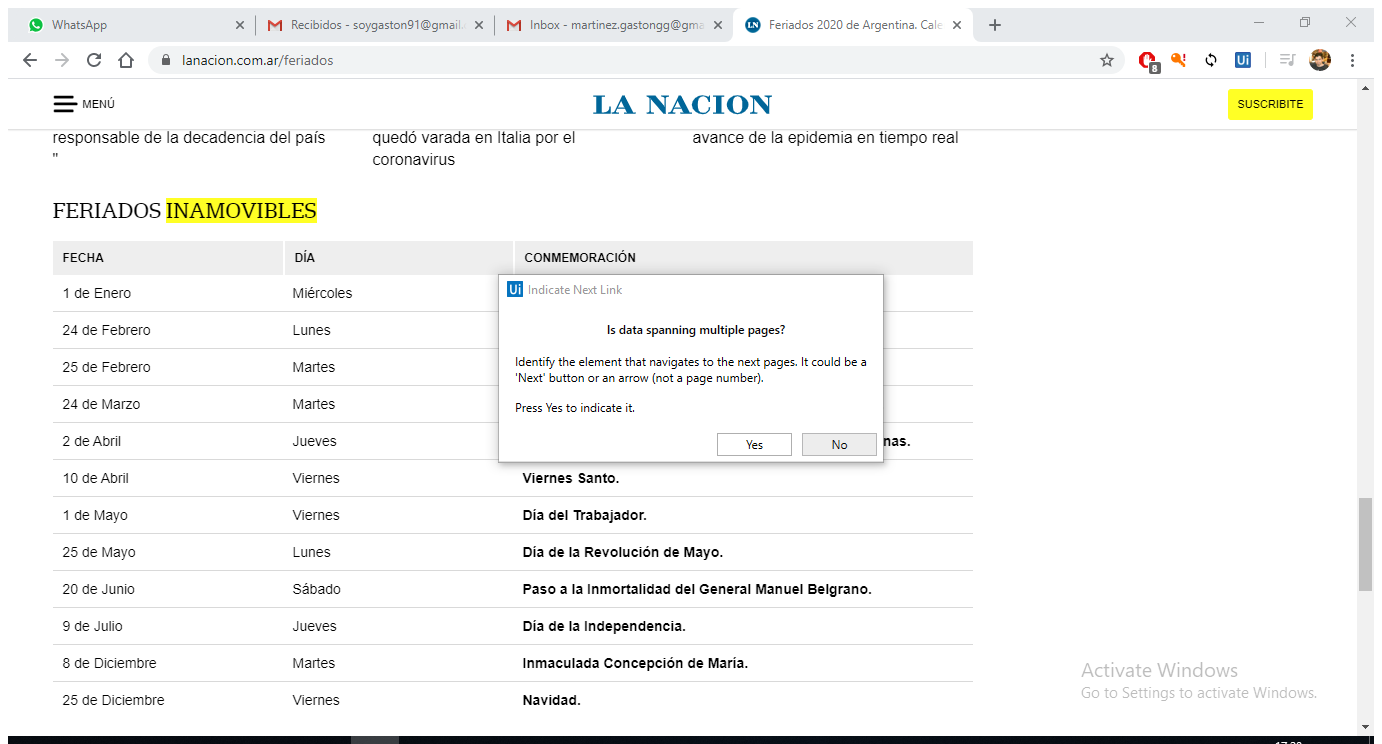 WhatsApp
Recibidos - soygaston91@gmail.
Inbox - martinez.gastongg@gma
LN
Feriados 2020 de Argentina. Cale
lanacion.com.ar/feriados
8
Ui
MENÚ
LA NACION
SUSCRIBITE
responsable de la decadencia del país
"
quedó varada en Italia por el
coronavirus
avance de la epidemia en tiempo real
FERIADOS INAMOVIBLES
FECHA DÍA CONMEMORACIÓN
1 de Enero Miércoles
24 de Febrero Lunes
25 de Febrero Martes
24 de Marzo Martes
2 de Abril Jueves nas.
10 de Abril Viernes Viernes Santo.
1 de Mayo Viernes Día del Trabajador.
25 de Mayo Lunes Día de la Revolución de Mayo.
20 de Junio Sábado Paso a la Inmortalidad del General Manuel Belgrano.
9 de Julio Jueves Día de la Independencia.
8 de Diciembre Martes Inmaculada Concepción de María.
25 de Diciembre Viernes Navidad.
Ui Indicate Next Link
Is data spanning multiple pages?
Identify the element that navigates to the next pages. It could be a
'Next' button or an arrow (not a page number).
Press Yes to indicate it.
Yes No
Activate Windows
Go to Settings to activate Windows.